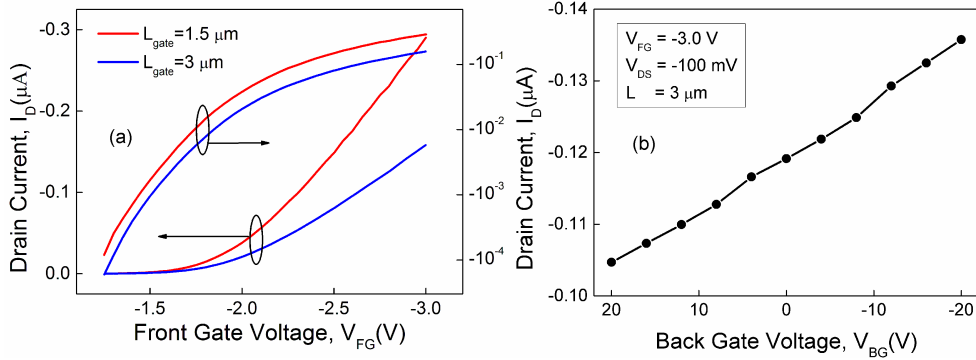 L_gate=1.5 μm
L_gate=3 μm
(a)
-0.3
-0.2
-0.1
0.0
Drain Current, I_D(μA)
-1.5
-2.0
-2.5
-3.0
Front Gate Voltage, V_FG(V)
-10⁻¹
-10⁻²
-10⁻³
-10⁻⁴
V_FG = -3.0 V
V_DS = -100 mV
L = 3 μm
(b)
-0.14
-0.13
-0.12
-0.11
-0.10
Drain Current, I_D(μA)
20
10
0
-10
-20
Back Gate Voltage, V_BG(V)